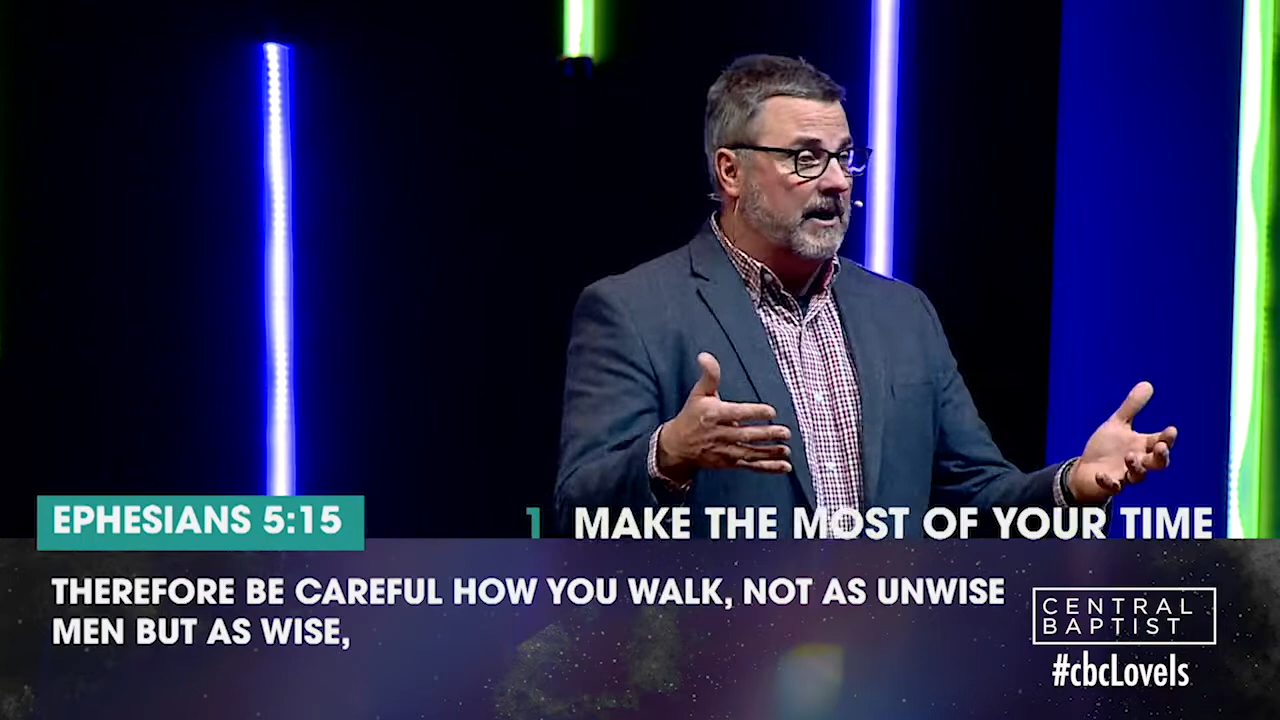 EPHESIANS 5:15
1 MAKE THE MOST OF YOUR TIME
THEREFORE BE CAREFUL HOW YOU WALK, NOT AS UNWISE
MEN BUT AS WISE,
CENTRAL
BAPTIST
#cbcLoveIs